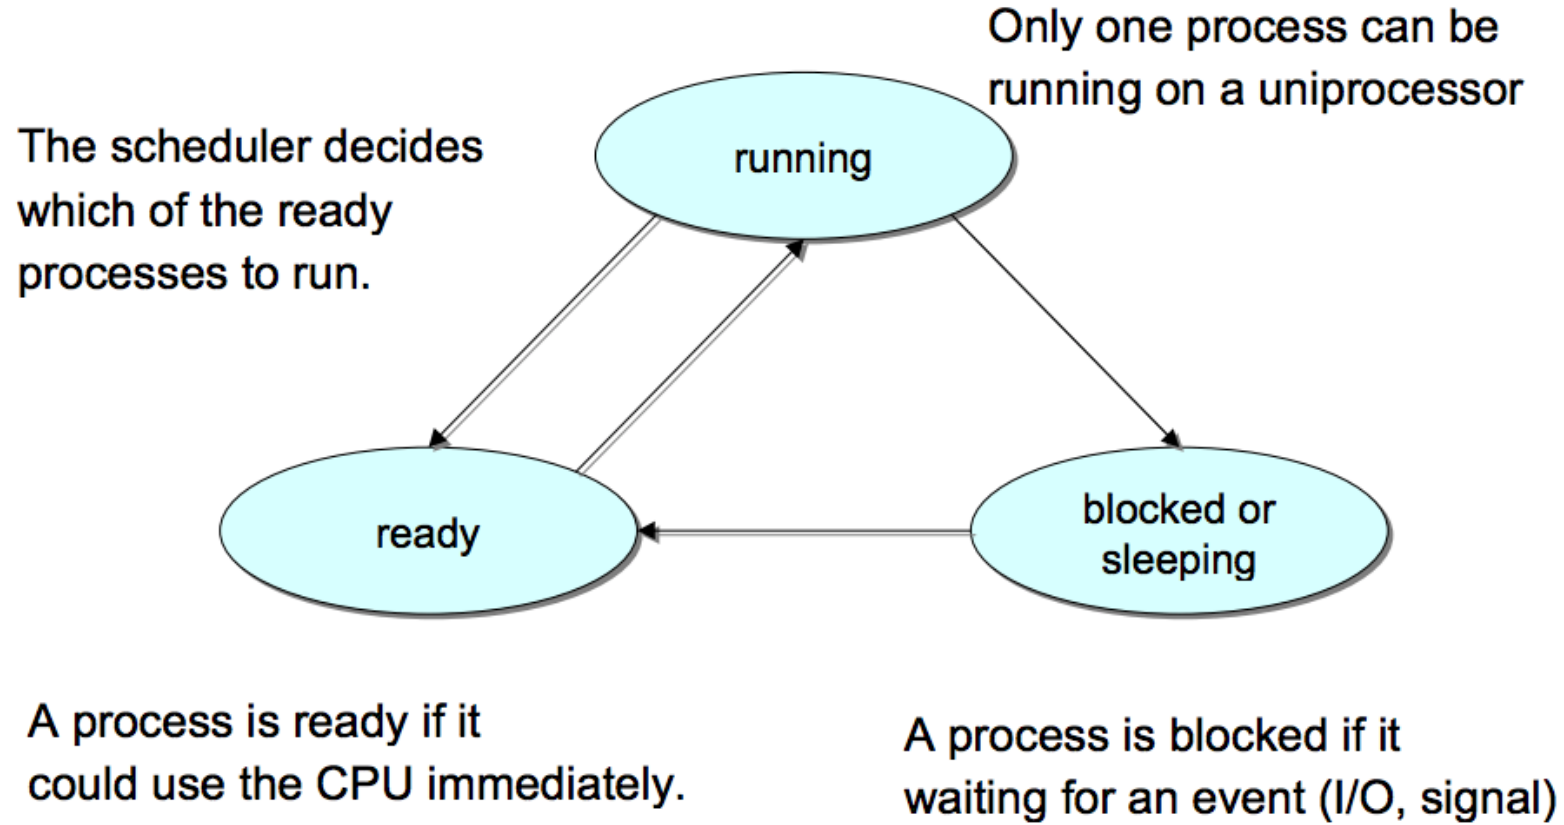 Only one process can be
running on a uniprocessor
The scheduler decides
which of the ready
processes to run.
running
ready
blocked or
sleeping
A process is ready if it
could use the CPU immediately.
A process is blocked if it
waiting for an event (I/O, signal)